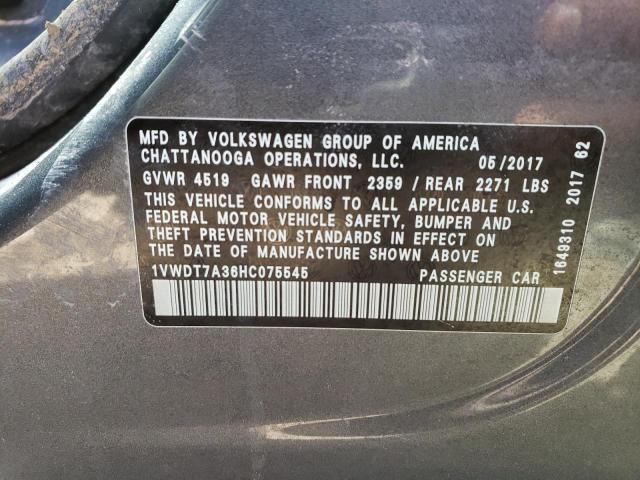 MFD BY VOLKSWAGEN GROUP OF AMERICA
CHATTANOOGA OPERATIONS, LLC. 05/2017
GVWR 4519 GAWR FRONT 2359 / REAR 2271 LBS
THIS VEHICLE CONFORMS TO ALL APPLICABLE U.S.
FEDERAL MOTOR VEHICLE SAFETY, BUMPER AND
THEFT PREVENTION STANDARDS IN EFFECT ON
THE DATE OF MANUFACTURE SHOWN ABOVE
1VWDT7A36HC075545 PASSENGER CAR
1649310 2017 62